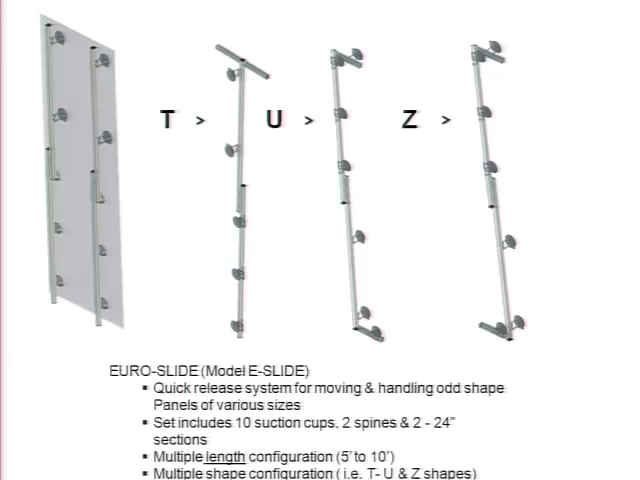 T > U > Z >
EURO-SLIDE (Model E-SLIDE)
▪ Quick release system for moving & handling odd shape
Panels of various sizes
▪ Set includes 10 suction cups, 2 spines & 2 - 24”
sections
▪ Multiple length configuration (5’ to 10’)
▪ Multiple shape configuration ( i.e. T- U & Z shapes)